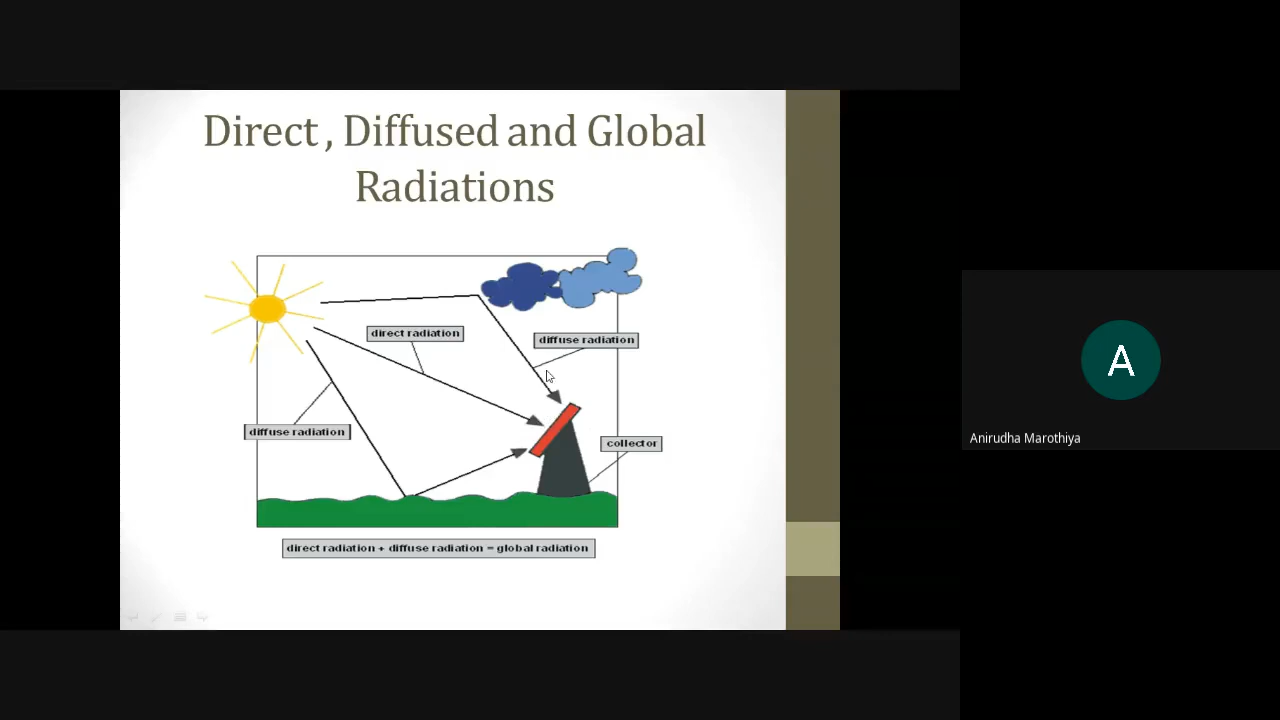 Direct , Diffused and Global
Radiations
direct radiation
diffuse radiation
diffuse radiation
collector
direct radiation + diffuse radiation = global radiation
A
Anirudha Marothiya